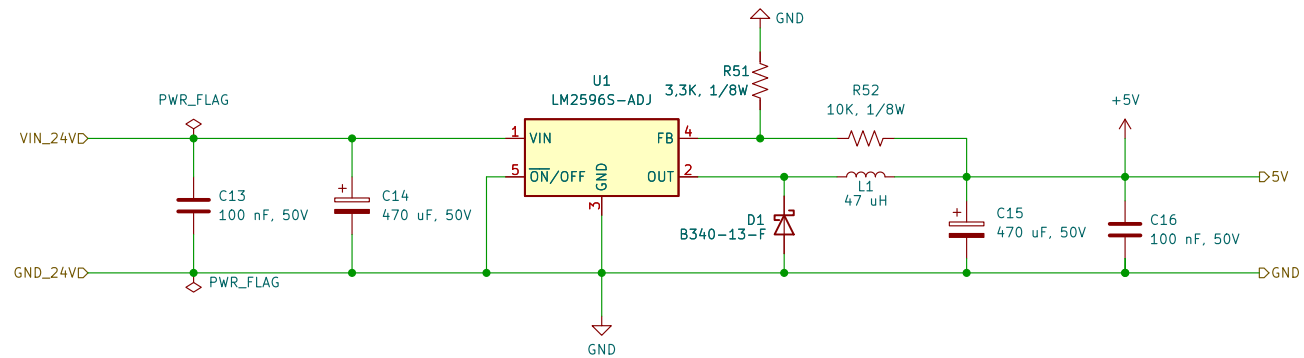 GND
R51
3,3K, 1/8W
R52
10K, 1/8W
U1
LM2596S-ADJ
PWR_FLAG
+5V
VIN_24V
1
VIN
FB
4
5
ON/OFF
GND
OUT
2
3
L1
47 uH
5V
C13
100 nF, 50V
+
C14
470 uF, 50V
D1
B340-13-F
+
C15
470 uF, 50V
C16
100 nF, 50V
GND_24V
PWR_FLAG
GND
GND